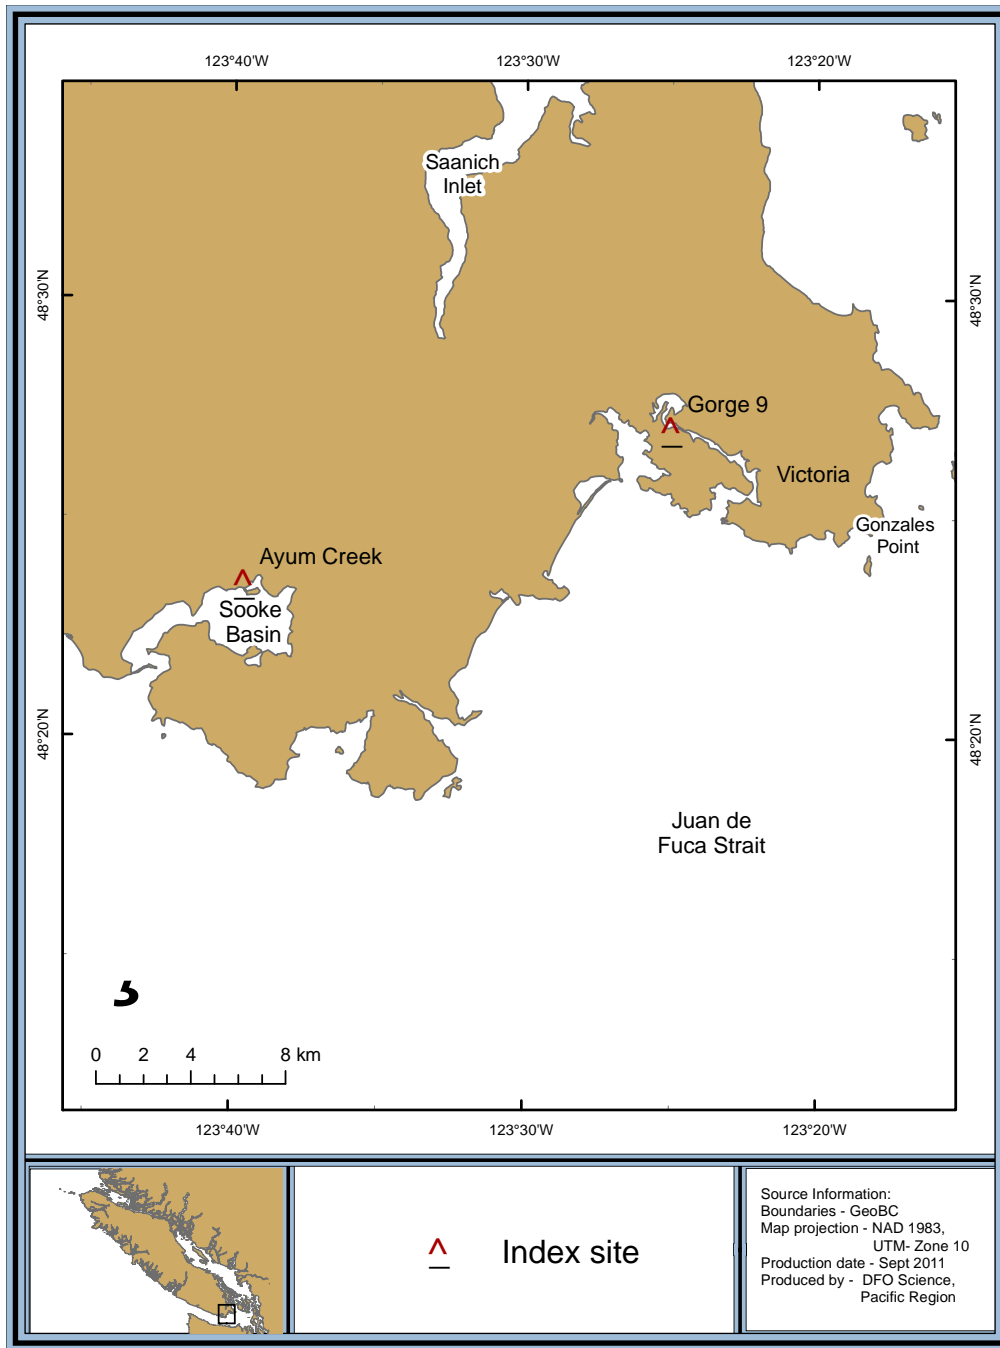 123°40'W 123°30'W 123°20'W
Saanich
Inlet
48°30'N 48°30'N
Gorge 9
Victoria
Gonzales
Point
Ayum Creek
Sooke
Basin
48°20'N 48°20'N
Juan de
Fuca Strait
0 2 4 8 km
123°40'W 123°30'W 123°20'W
Index site
Source Information:
Boundaries - GeoBC
Map projection - NAD 1983,
UTM- Zone 10
Production date - Sept 2011
Produced by - DFO Science,
Pacific Region